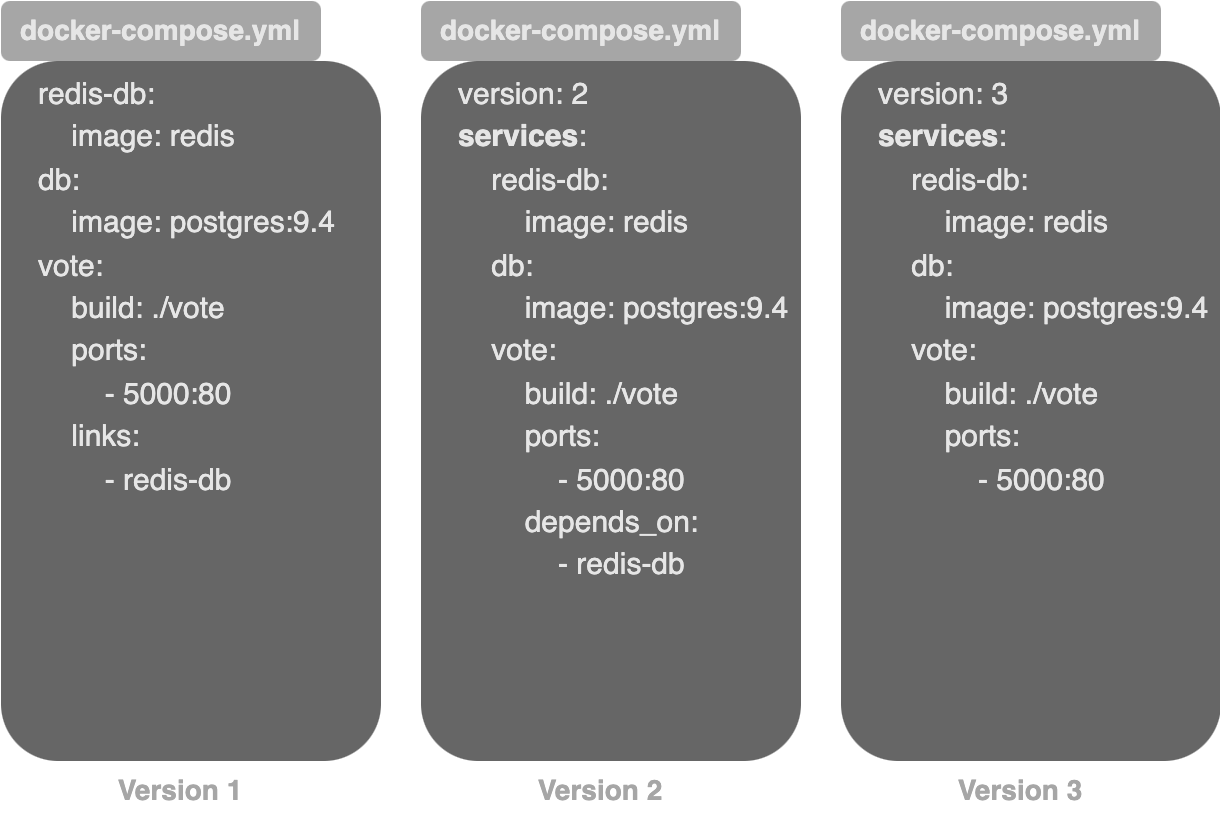 docker-compose.yml
redis-db:
image: redis
db:
image: postgres:9.4
vote:
build: ./vote
ports:
- 5000:80
links:
- redis-db
Version 1
docker-compose.yml
version: 2
services:
redis-db:
image: redis
db:
image: postgres:9.4
vote:
build: ./vote
ports:
- 5000:80
depends_on:
- redis-db
Version 2
docker-compose.yml
version: 3
services:
redis-db:
image: redis
db:
image: postgres:9.4
vote:
build: ./vote
ports:
- 5000:80
Version 3